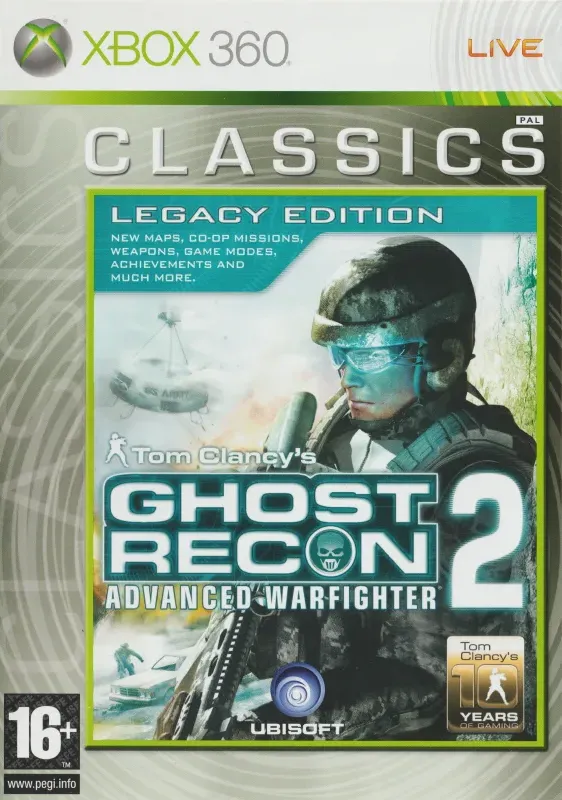 XBOX 360
LIVE
PAL
CLASSICS
LEGACY EDITION
NEW MAPS, CO-OP MISSIONS,
WEAPONS, GAME MODES,
ACHIEVEMENTS AND
MUCH MORE.
U.S. ARMY
Tom Clancy's
GHOST
RECON
2
ADVANCED WARFIGHTER
Tom
Clancy's
10
YEARS
OF GAMING
UBISOFT
16+
www.pegi.info